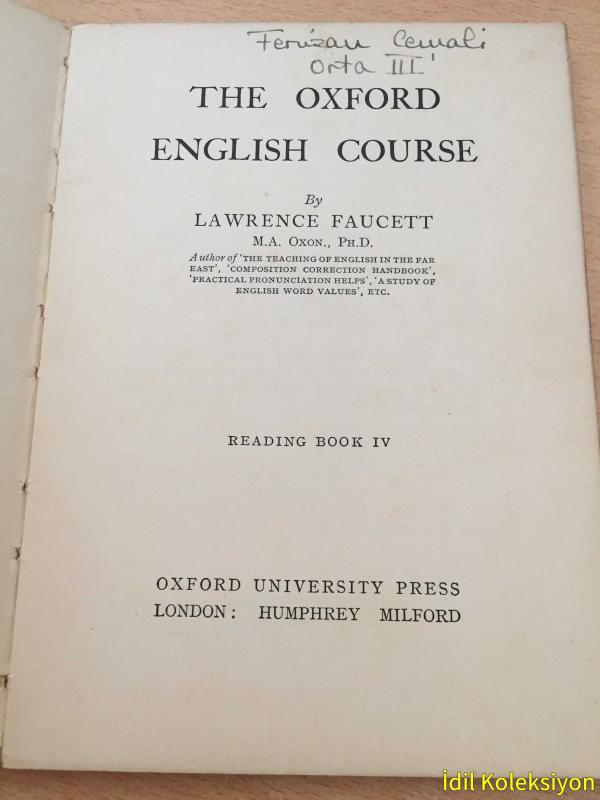 Ferizan Cemali
Orta III
THE OXFORD
ENGLISH COURSE
By
LAWRENCE FAUCETT
M.A. OXON., PH.D.
Author of 'THE TEACHING OF ENGLISH IN THE FAR
EAST', 'COMPOSITION CORRECTION HANDBOOK',
'PRACTICAL PRONUNCIATION HELPS', 'A STUDY OF
ENGLISH WORD VALUES', ETC.
READING BOOK IV
OXFORD UNIVERSITY PRESS
LONDON: HUMPHREY MILFORD
İdil Koleksiyon